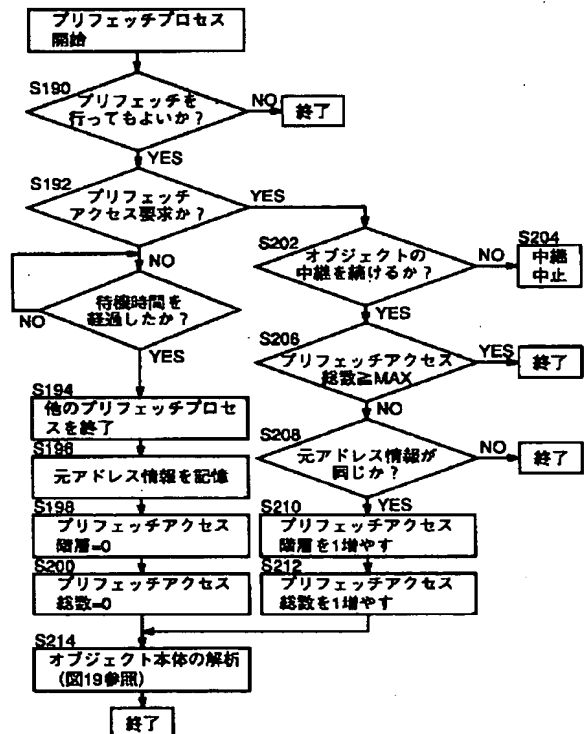 プリフェッチプロセス
開始
S190
プリフェッチを
行ってもよいか?
NO
終了
YES
S192
プリフェッチ
アクセス要求か?
YES
NO
待機時間を
経過したか?
NO
YES
S194
他のプリフェッチプロセ
スを終了
S196
元アドレス情報を記憶
S198
プリフェッチアクセス
階層=0
S200
プリフェッチアクセス
総数=0
S202
オブジェクトの
中継を続けるか?
NO
S204
中継
中止
YES
S206
プリフェッチアクセス
総数≧MAX
YES
終了
NO
S208
元アドレス情報が
同じか?
NO
終了
YES
S210
プリフェッチアクセス
階層を1増やす
S212
プリフェッチアクセス
総数を1増やす
S214
オブジェクト本体の解析
(図19参照)
終了